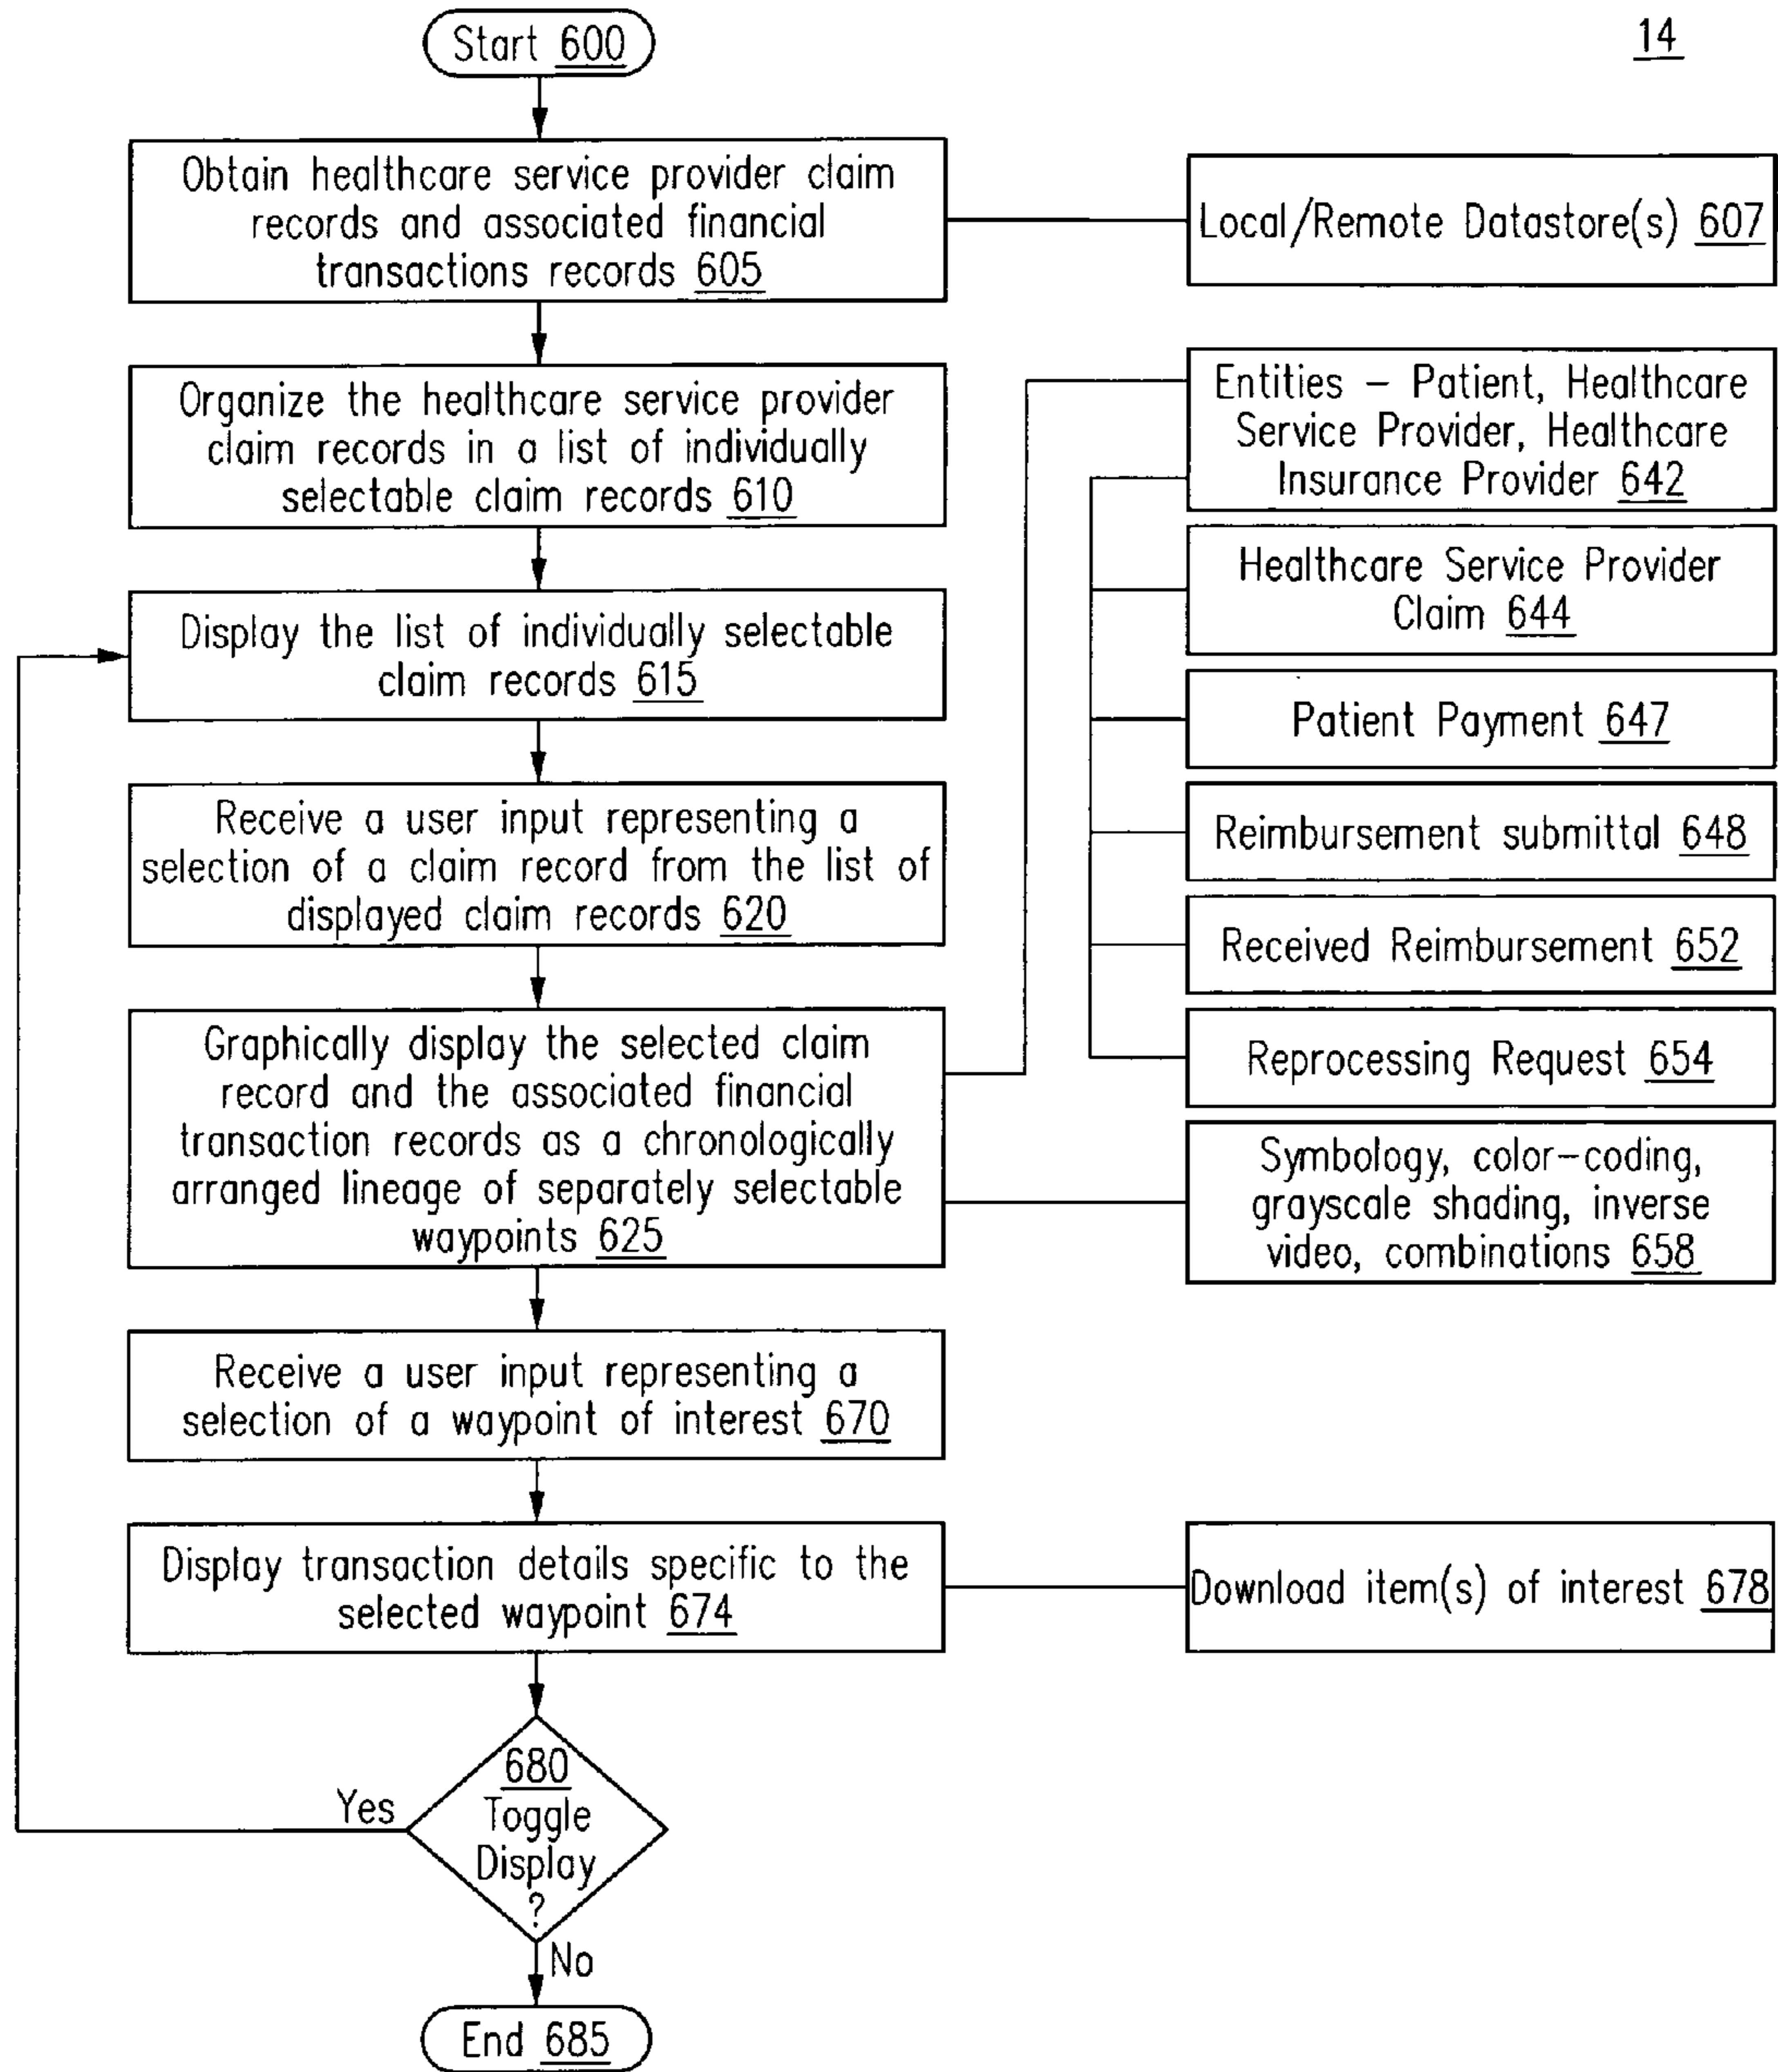 Start 600
14
Obtain healthcare service provider claim
records and associated financial
transactions records 605
Local/Remote Datastore(s) 607
Organize the healthcare service provider
claim records in a list of individually
selectable claim records 610
Entities – Patient, Healthcare
Service Provider, Healthcare
Insurance Provider 642
Healthcare Service Provider
Claim 644
Display the list of individually selectable
claim records 615
Patient Payment 647
Receive a user input representing a
selection of a claim record from the list of
displayed claim records 620
Reimbursement submittal 648
Received Reimbursement 652
Graphically display the selected claim
record and the associated financial
transaction records as a chronologically
arranged lineage of separately selectable
waypoints 625
Reprocessing Request 654
Symbology, color-coding,
grayscale shading, inverse
video, combinations 658
Receive a user input representing a
selection of a waypoint of interest 670
Display transaction details specific to the
selected waypoint 674
Download item(s) of interest 678
680
Toggle
Display
?
Yes
No
End 685